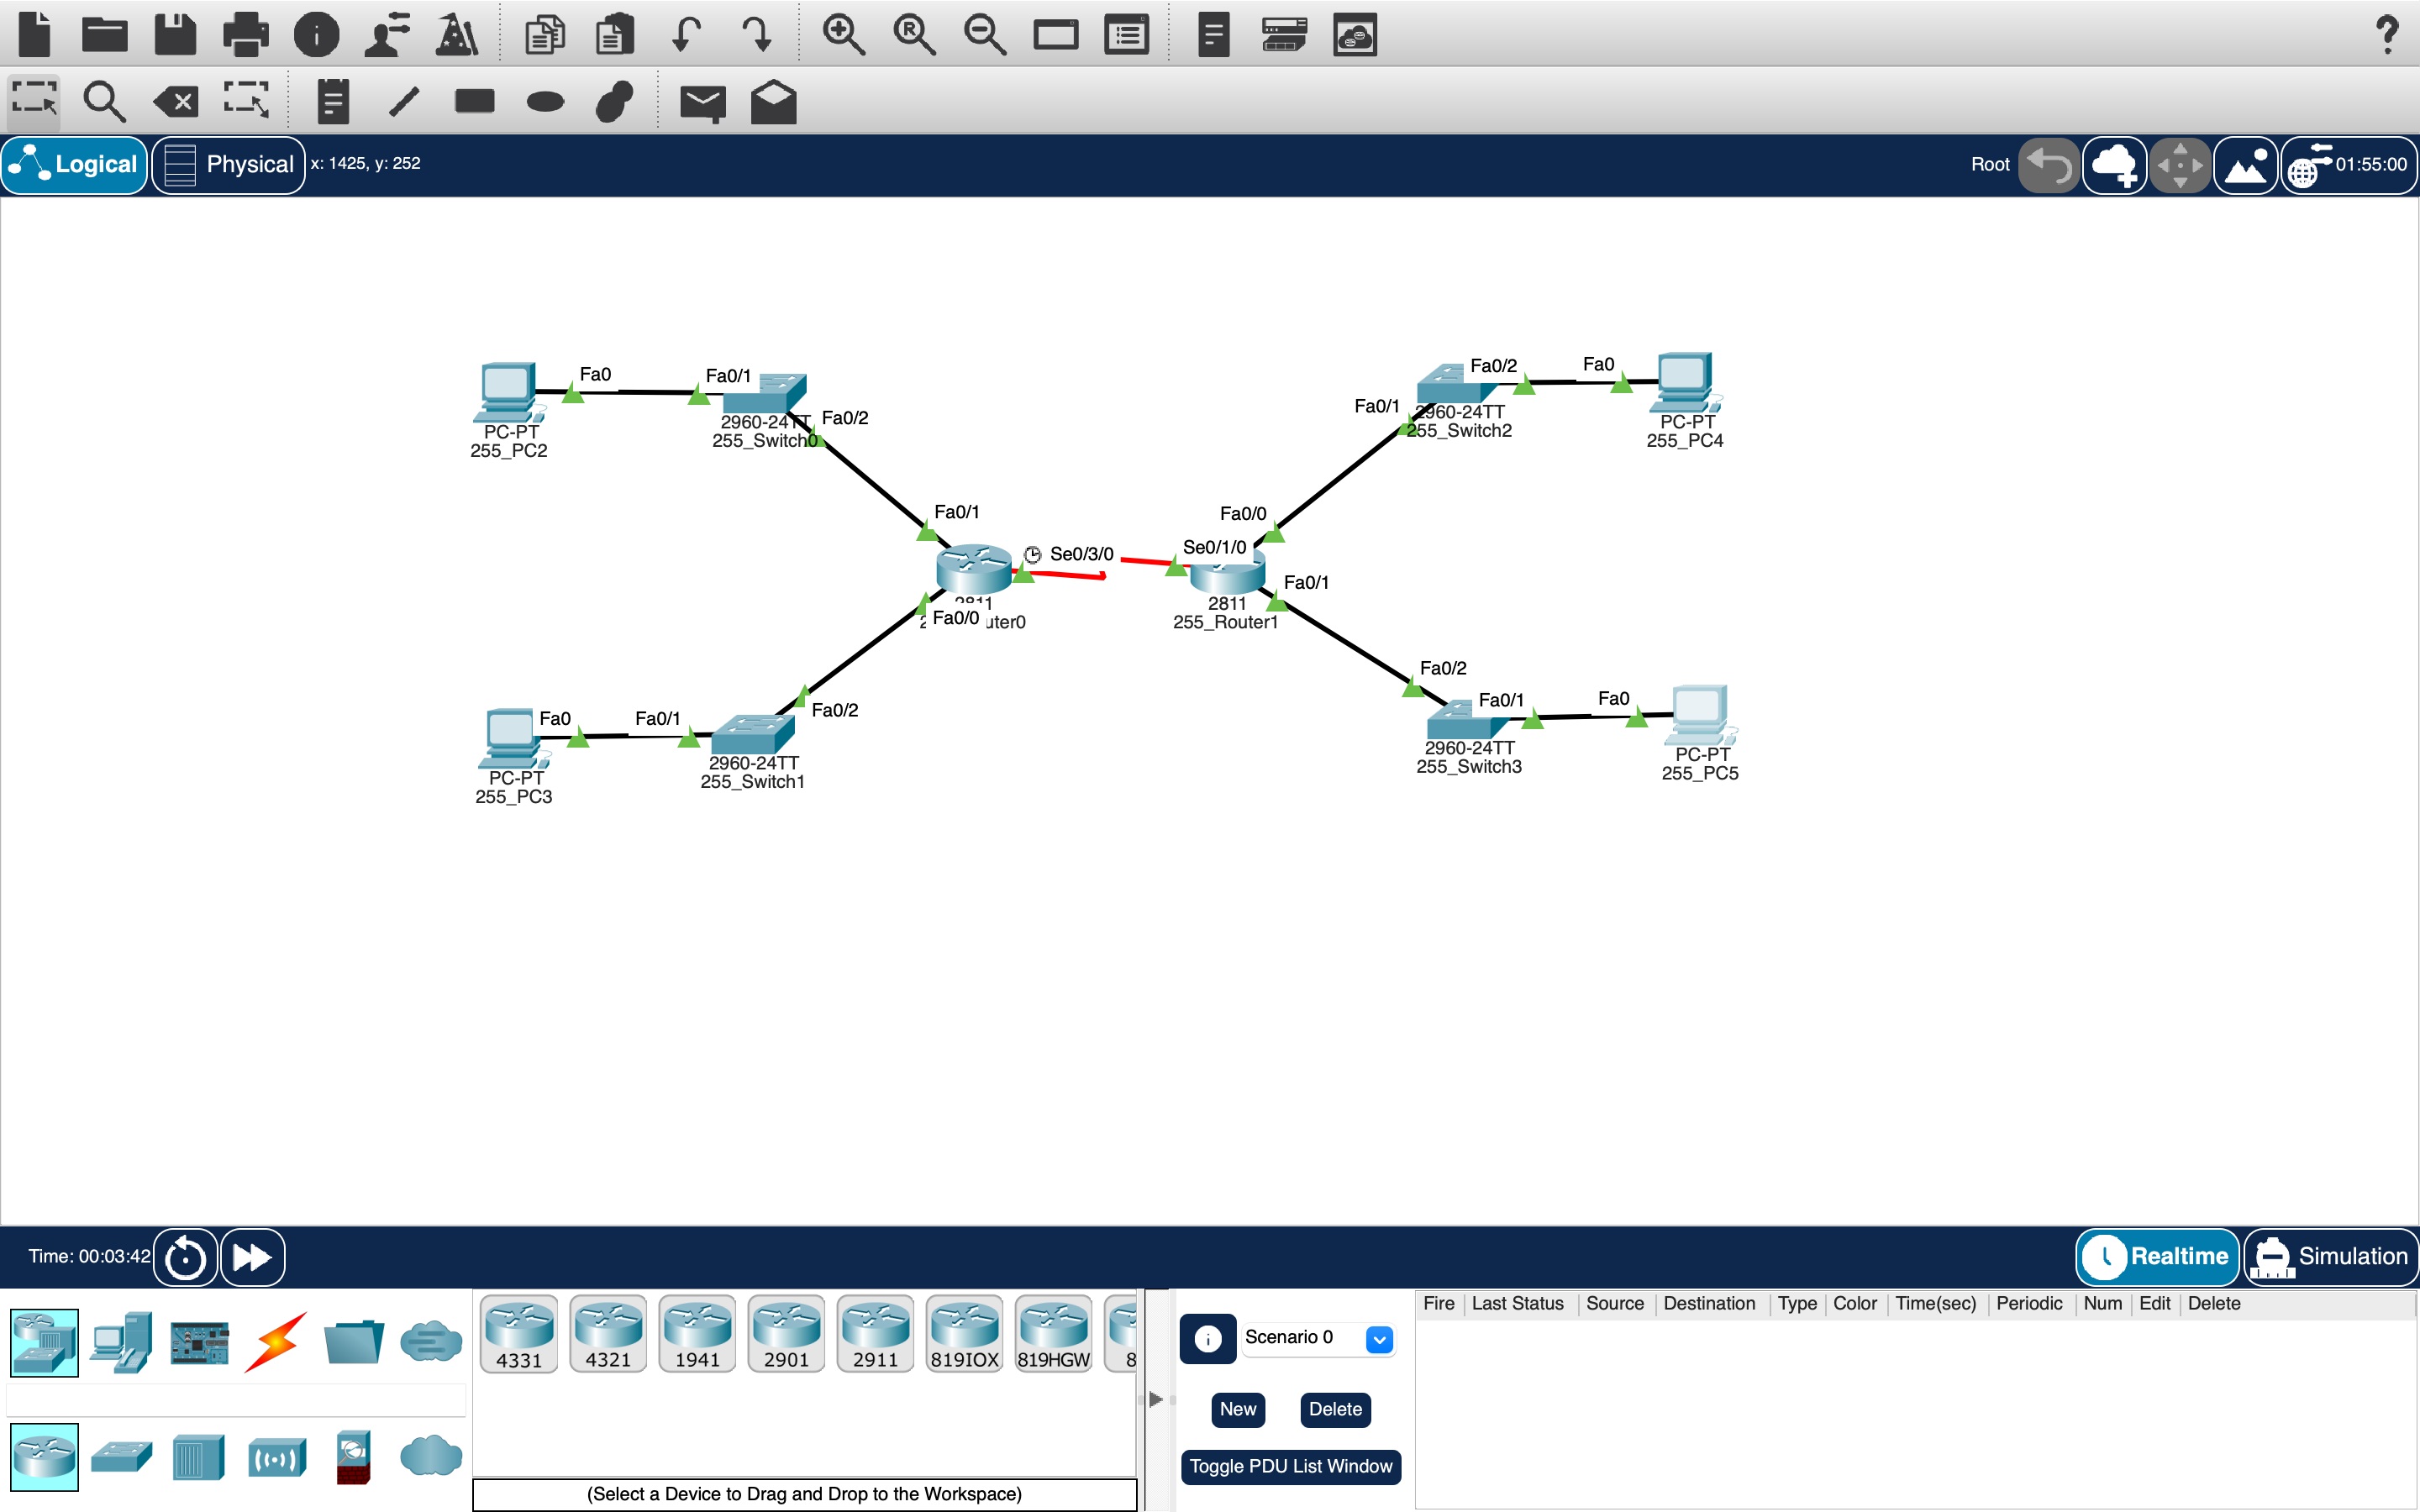 Logical
Physical
x: 1425, y: 252
Root
01:55:00
Fa0
Fa0/1
Fa0/2
PC-PT
255_PC2
2960-24TT
255_Switch0
Fa0/2
Fa0
Fa0/1
2960-24TT
255_Switch2
PC-PT
255_PC4
Fa0/1
Fa0/0
Se0/3/0
Se0/1/0
Fa0/1
2811
Fa0/0
uter0
2811
255_Router1
Fa0
Fa0/1
Fa0/2
PC-PT
255_PC3
2960-24TT
255_Switch1
Fa0/2
Fa0/1
Fa0
2960-24TT
255_Switch3
PC-PT
255_PC5
Time: 00:03:42
Realtime
Simulation
4331
4321
1941
2901
2911
819IOX
819HGW
8
(Select a Device to Drag and Drop to the Workspace)
Scenario 0
New
Delete
Toggle PDU List Window
Fire Last Status Source Destination Type Color Time(sec) Periodic Num Edit Delete